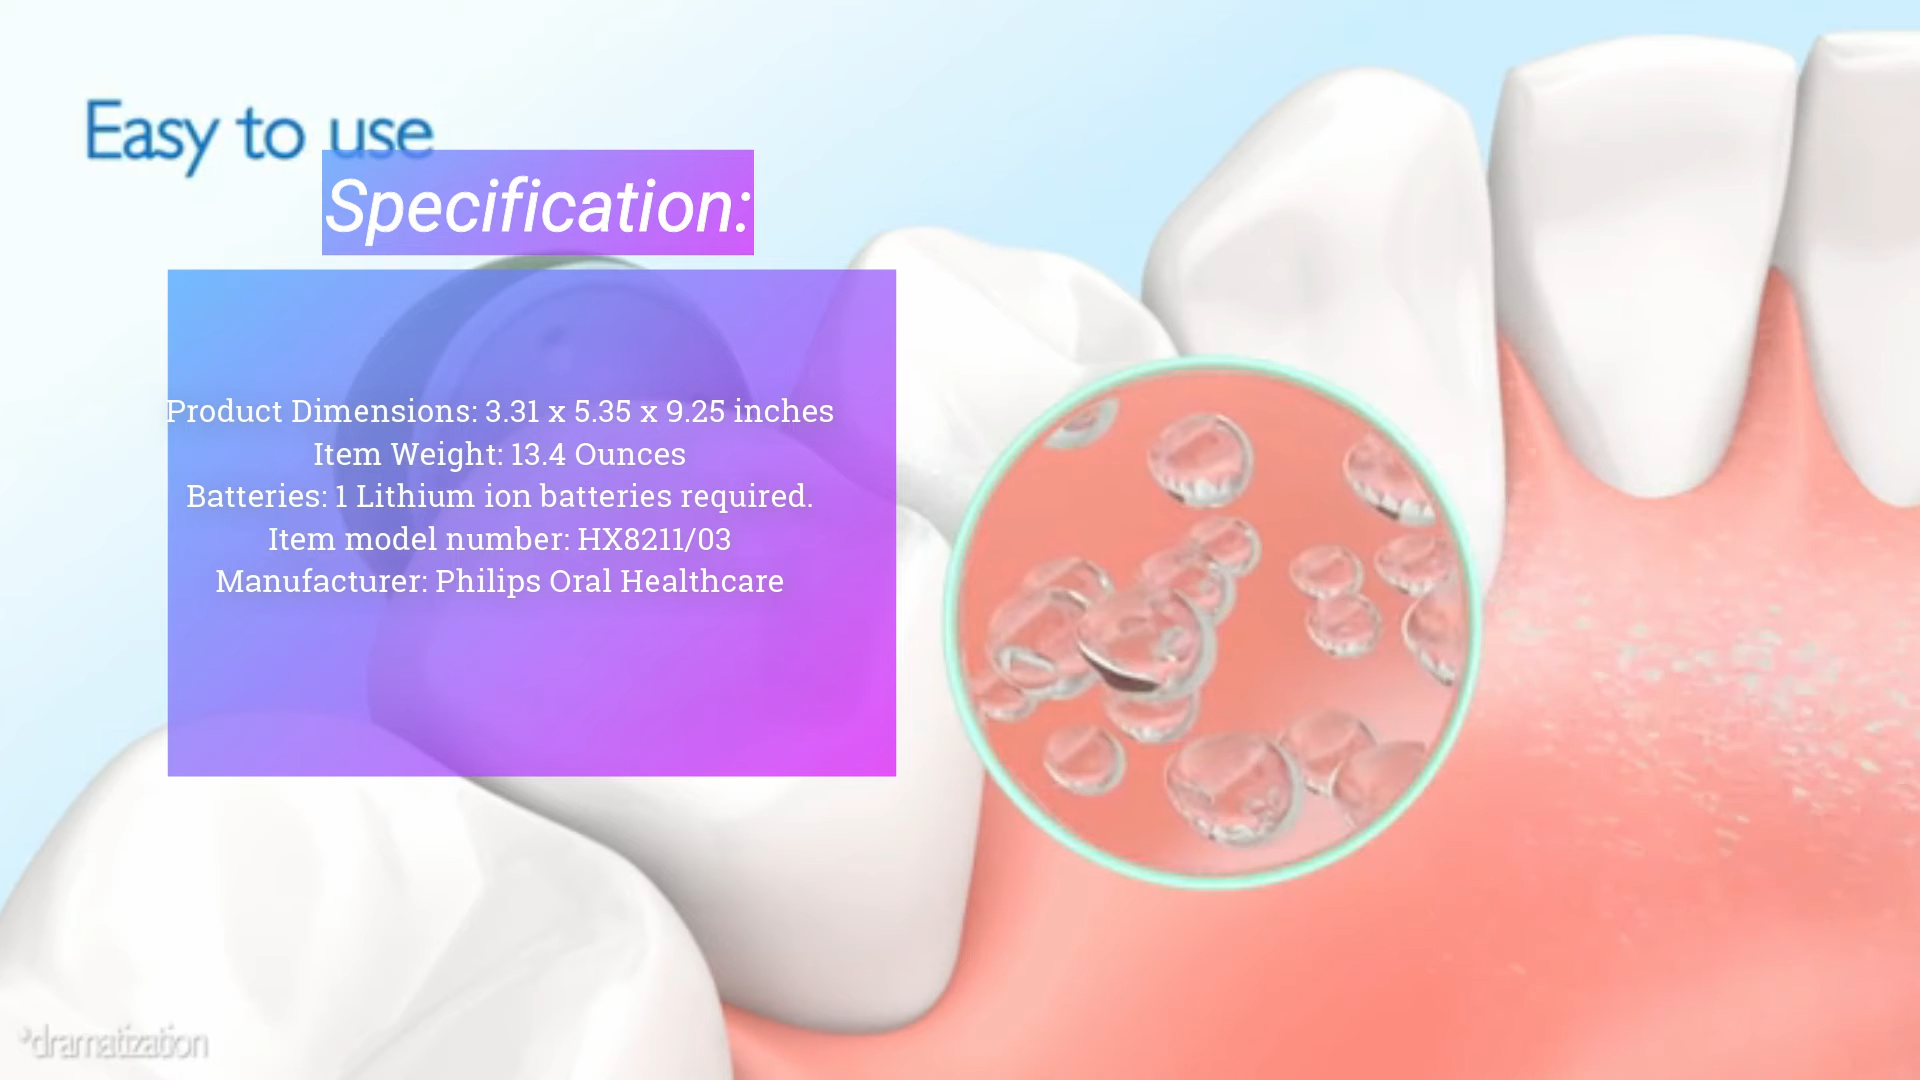 Easy to use
Specification:
Product Dimensions: 3.31 x 5.35 x 9.25 inches
Item Weight: 13.4 Ounces
Batteries: 1 Lithium ion batteries required.
Item model number: HX8211/03
Manufacturer: Philips Oral Healthcare
*dramatization